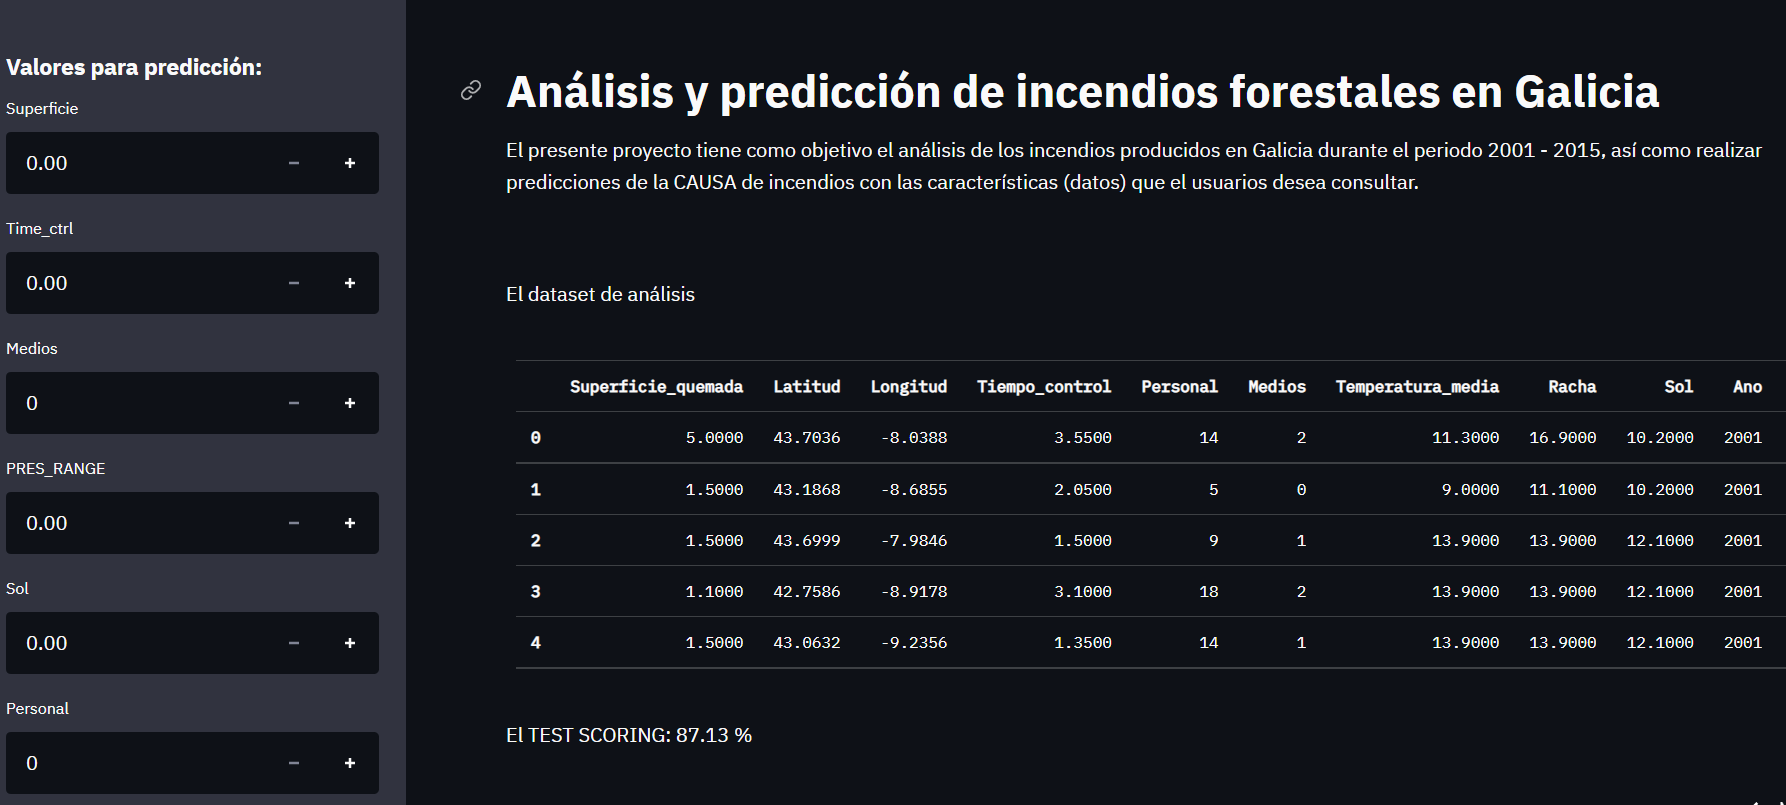 Valores para predicción:
Superficie
0.00
Time_ctrl
0.00
Medios
0
PRES_RANGE
0.00
Sol
0.00
Personal
0
Análisis y predicción de incendios forestales en Galicia
El presente proyecto tiene como objetivo el análisis de los incendios producidos en Galicia durante el periodo 2001 - 2015, así como realizar
predicciones de la CAUSA de incendios con las características (datos) que el usuarios desea consultar.
El dataset de análisis
Superficie_quemada Latitud Longitud Tiempo_control Personal Medios Temperatura_media Racha Sol Ano
0 5.0000 43.7036 -8.0388 3.5500 14 2 11.3000 16.9000 10.2000 2001
1 1.5000 43.1868 -8.6855 2.0500 5 0 9.0000 11.1000 10.2000 2001
2 1.5000 43.6999 -7.9846 1.5000 9 1 13.9000 13.9000 12.1000 2001
3 1.1000 42.7586 -8.9178 3.1000 18 2 13.9000 13.9000 12.1000 2001
4 1.5000 43.0632 -9.2356 1.3500 14 1 13.9000 13.9000 12.1000 2001
El TEST SCORING: 87.13 %